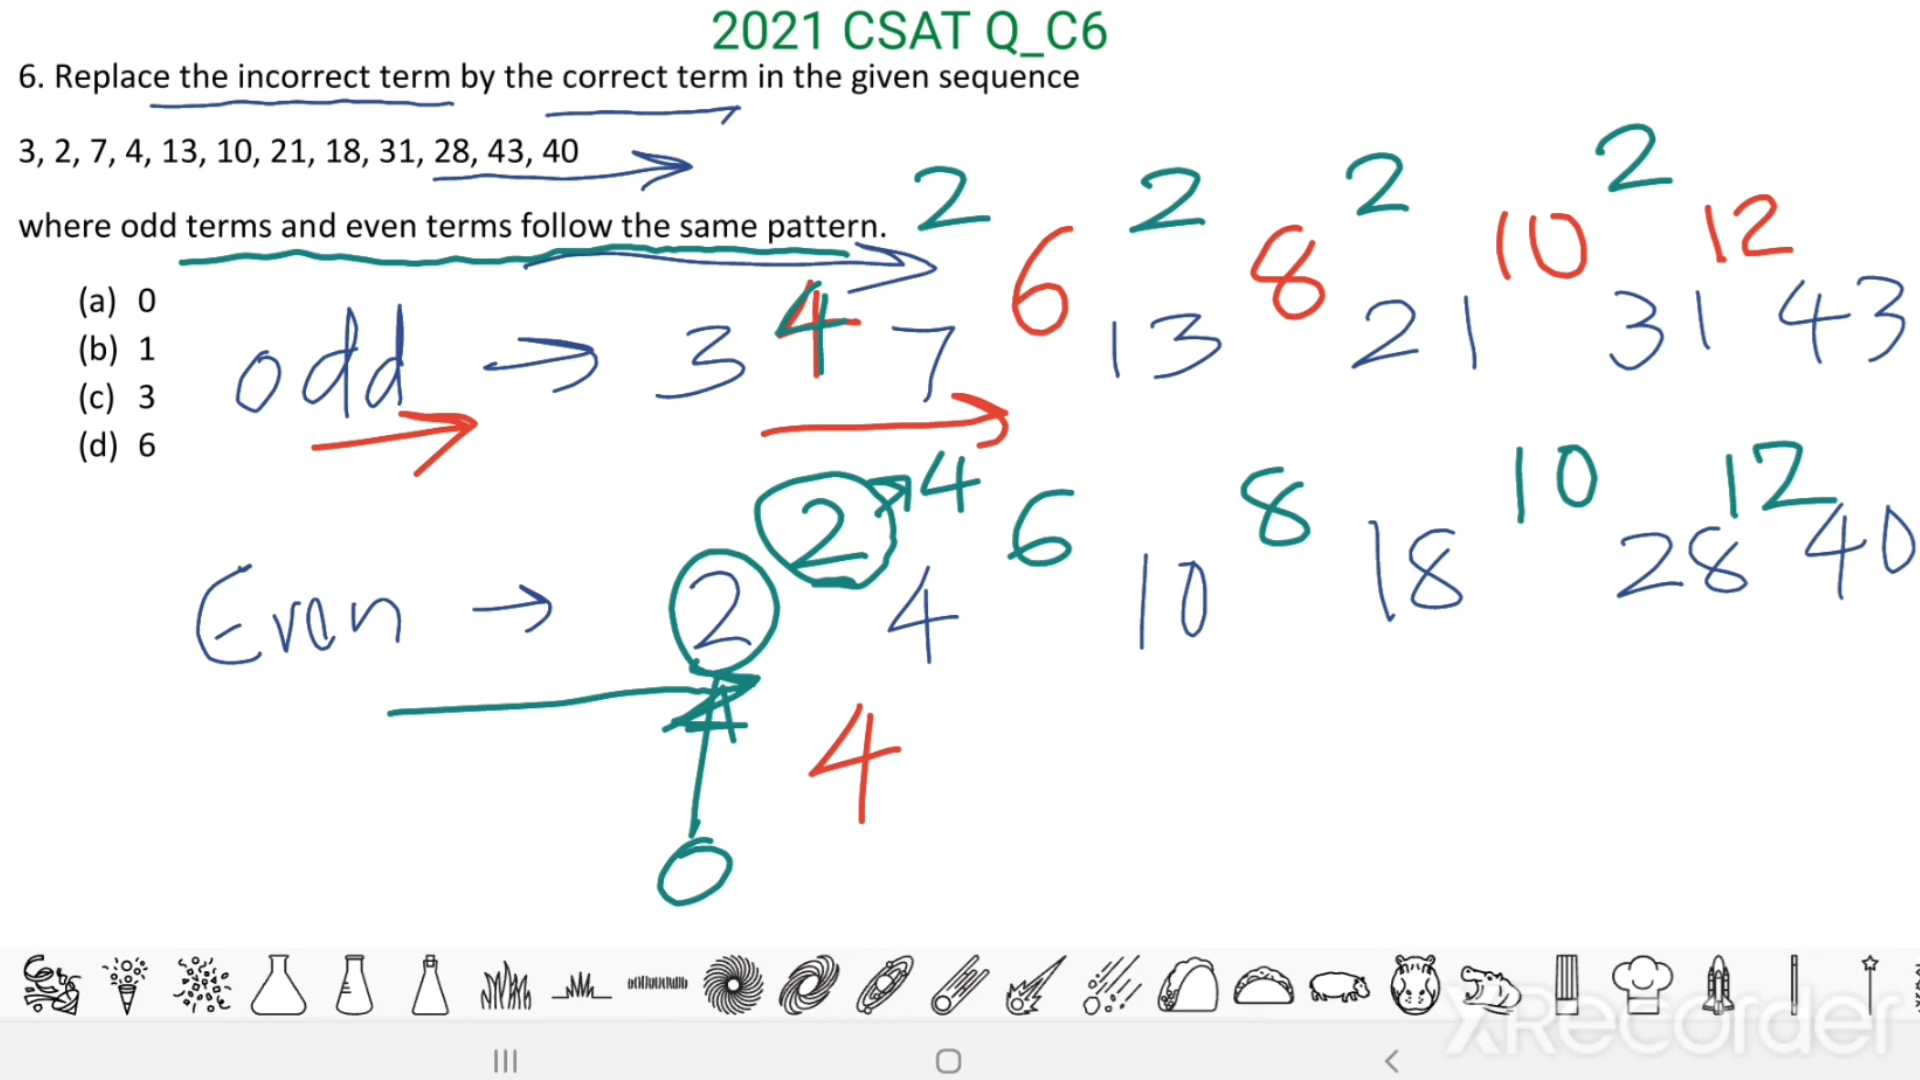 2021 CSAT Q_C6
6. Replace the incorrect term by the correct term in the given sequence
3, 2, 7, 4, 13, 10, 21, 18, 31, 28, 43, 40
where odd terms and even terms follow the same pattern.
2 2 2 2
(a) 0
(b) 1
(c) 3
(d) 6
4 6 8 10 12
odd → 3 7 13 21 31 43
2 → 4 6 8 10 12
Even → 2 4 10 18 28 40
4
0
XRecorder